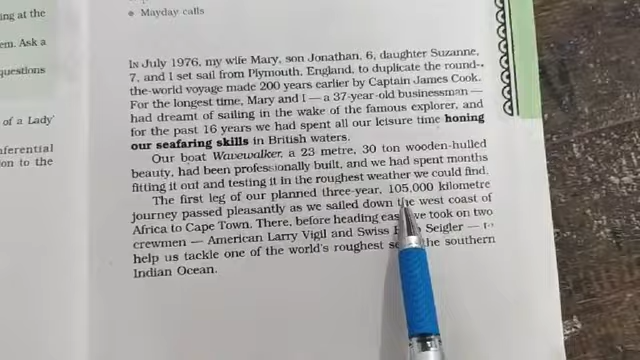 ing at the
em. Ask a
questions
of a Lady'
nferential
on to the
• Mayday calls
IN July 1976, my wife Mary, son Jonathan, 6, daughter Suzanne,
7, and I set sail from Plymouth, England, to duplicate the round-
the-world voyage made 200 years earlier by Captain James Cook.
For the longest time, Mary and I — a 37-year-old businessman —
had dreamt of sailing in the wake of the famous explorer, and
for the past 16 years we had spent all our leisure time honing
our seafaring skills in British waters.
Our boat Wavewalker, a 23 metre, 30 ton wooden-hulled
beauty, had been professionally built, and we had spent months
fitting it out and testing it in the roughest weather we could find.
The first leg of our planned three-year, 105,000 kilometre
journey passed pleasantly as we sailed down the west coast of
Africa to Cape Town. There, before heading eas we took on two
crewmen — American Larry Vigil and Swiss Seigler —
help us tackle one of the world's roughest the southern
Indian Ocean.